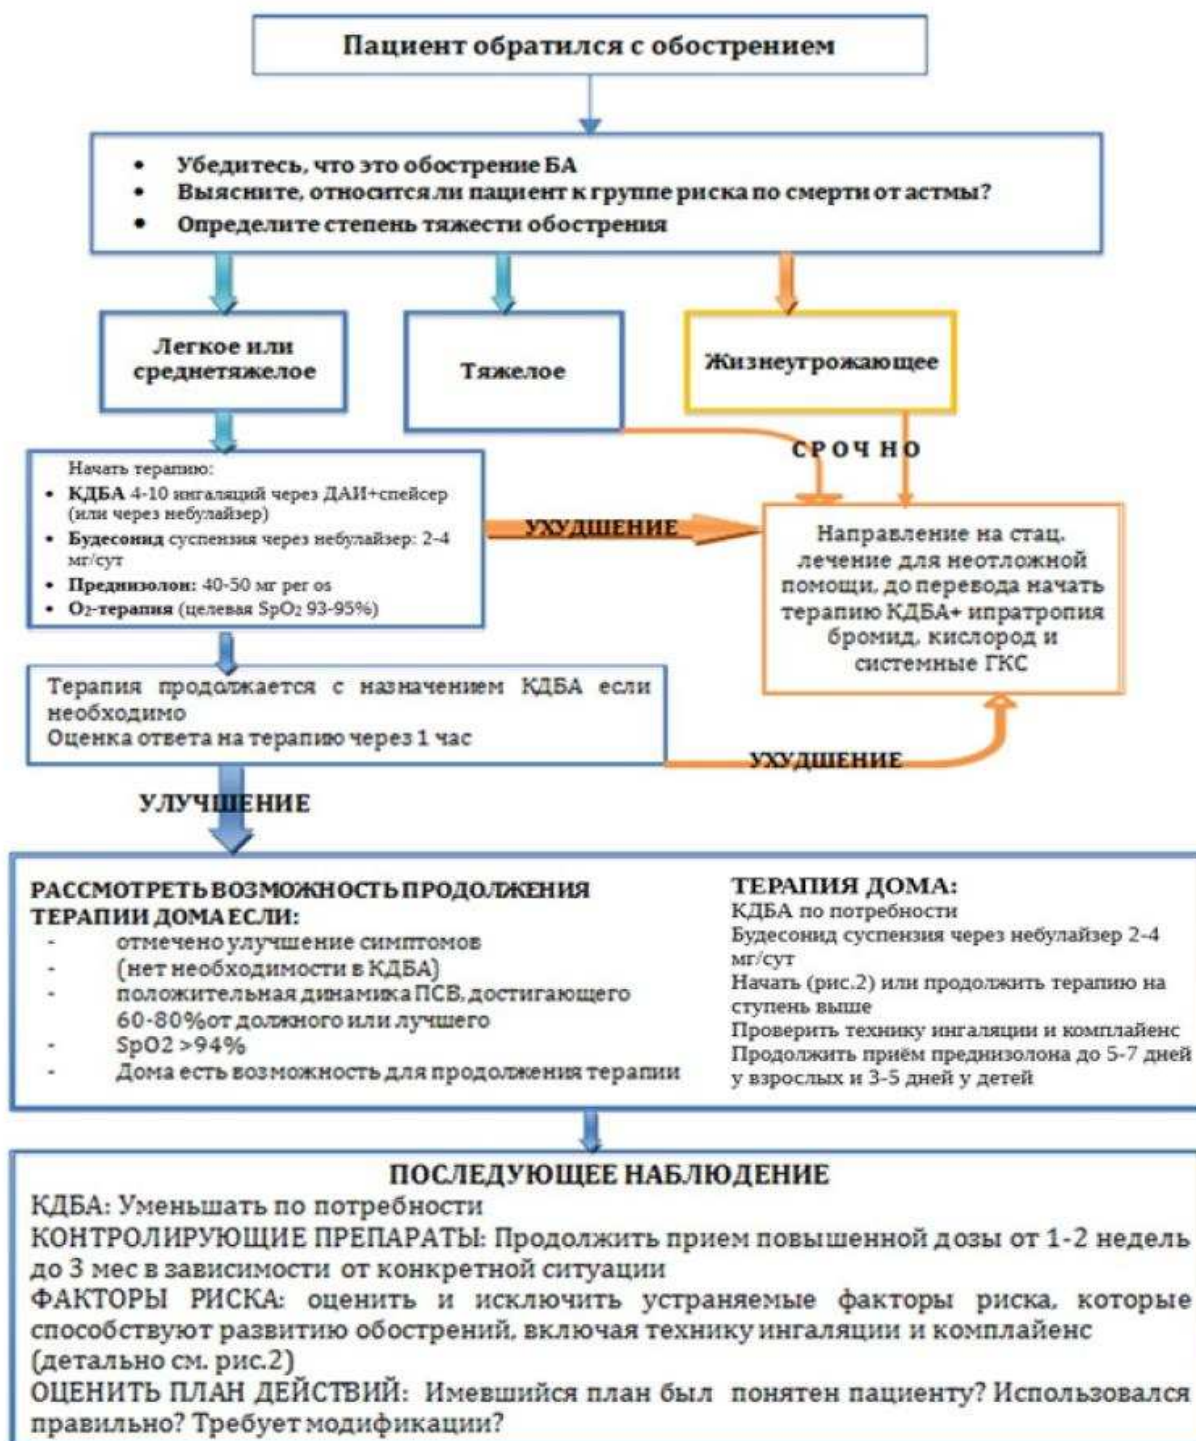 Пациент обратился с обострением
• Убедитесь, что это обострение БА
• Выясните, относится ли пациент к группе риска по смерти от астмы?
• Определите степень тяжести обострения
Легкое или
среднетяжелое
Тяжелое
Жизнеугрожающее
СРОЧНО
Начать терапию:
• КДБА 4-10 ингаляций через ДАИ+спейсер
(или через небулайзер)
• Будесонид суспензия через небулайзер: 2-4
мг/сут
• Преднизолон: 40-50 мг per os
• O₂-терапия (целевая SpO₂ 93-95%)
УХУДШЕНИЕ
Направление на стац.
лечение для неотложной
помощи, до перевода начать
терапию КДБА+ ипратропия
бромид, кислород и
системные ГКС
Терапия продолжается с назначением КДБА если
необходимо
Оценка ответа на терапию через 1 час
УХУДШЕНИЕ
УЛУЧШЕНИЕ
РАССМОТРЕТЬ ВОЗМОЖНОСТЬ ПРОДОЛЖЕНИЯ
ТЕРАПИИ ДОМА ЕСЛИ:
- отмечено улучшение симптомов
- (нет необходимости в КДБА)
- положительная динамика ПСВ, достигающего
60-80% от должного или лучшего
- SpO2 >94%
- Дома есть возможность для продолжения терапии
ТЕРАПИЯ ДОМА:
КДБА по потребности
Будесонид суспензия через небулайзер 2-4
мг/сут
Начать (рис.2) или продолжить терапию на
ступень выше
Проверить технику ингаляции и комплайенс
Продолжить приём преднизолона до 5-7 дней
у взрослых и 3-5 дней у детей
ПОСЛЕДУЮЩЕЕ НАБЛЮДЕНИЕ
КДБА: Уменьшать по потребности
КОНТРОЛИРУЮЩИЕ ПРЕПАРАТЫ: Продолжить прием повышенной дозы от 1-2 недель
до 3 мес в зависимости от конкретной ситуации
ФАКТОРЫ РИСКА: оценить и исключить устраняемые факторы риска, которые
способствуют развитию обострений, включая технику ингаляции и комплайенс
(детально см. рис.2)
ОЦЕНИТЬ ПЛАН ДЕЙСТВИЙ: Имевшийся план был понятен пациенту? Использовался
правильно? Требует модификации?